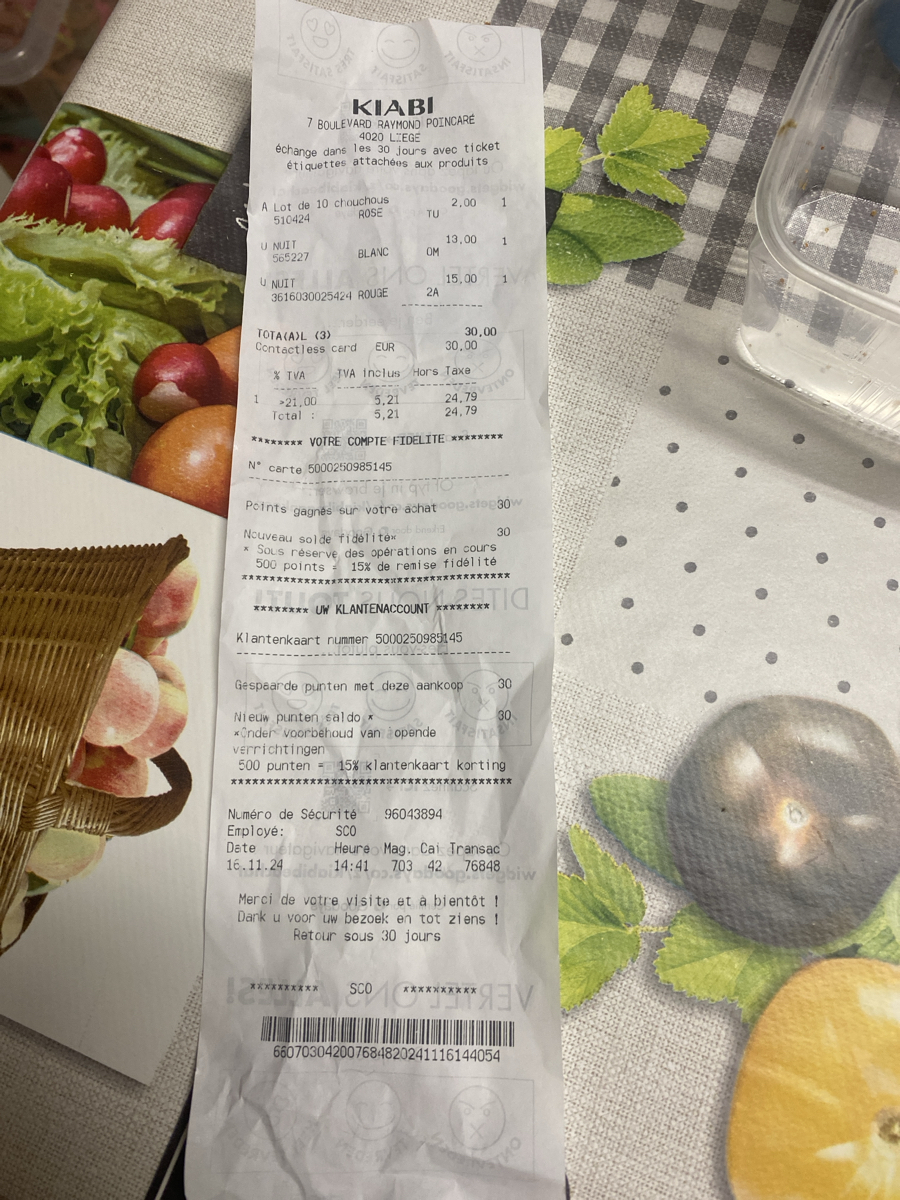 KIABI
7 BOULEVARD RAYMOND POINCARÉ
4020 LIEGE
échange dans les 30 jours avec ticket
étiquettes attachées aux produits
A Lot de 10 chouchous 2,00 1
510424 ROSE TU
U NUIT 13,00 1
565227 BLANC OM
U NUIT 15,00 1
3616030025424 ROUGE 2A
------------
TOTA(A)L (3) 30,00
Contactless card EUR 30,00
% TVA TVA inclus Hors Taxe
1 >21,00 5,21 24,79
Total : 5,21 24,79
******** VOTRE COMPTE FIDELITE ********
N° carte 5000250985145
Points gagnés sur votre achat 30
Nouveau solde fidélité* 30
* Sous réserve des opérations en cours
500 points = 15% de remise fidélité
******** UW KLANTENACCOUNT ********
Klantenkaart nummer 5000250985145
Gespaarde punten met deze aankoop 30
Nieuw punten saldo * 30
*Onder voorbehoud van lopende
verrichtingen
500 punten = 15% klantenkaart korting
Numéro de Sécurité 96043894
Employé: SCO
Date Heure Mag. Cai Transac
16.11.24 14:41 703 42 76848
Merci de votre visite et à bientôt !
Dank u voor uw bezoek en tot ziens !
Retour sous 30 jours
********** SCO **********
660703042007684820241116144054